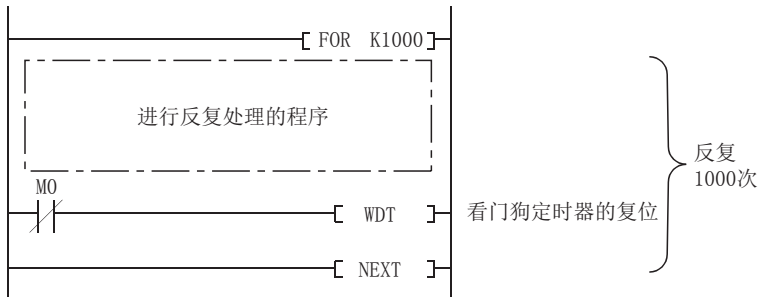 FOR K1000
进行反复处理的程序
反复
1000次
M0
WDT
看门狗定时器的复位
NEXT